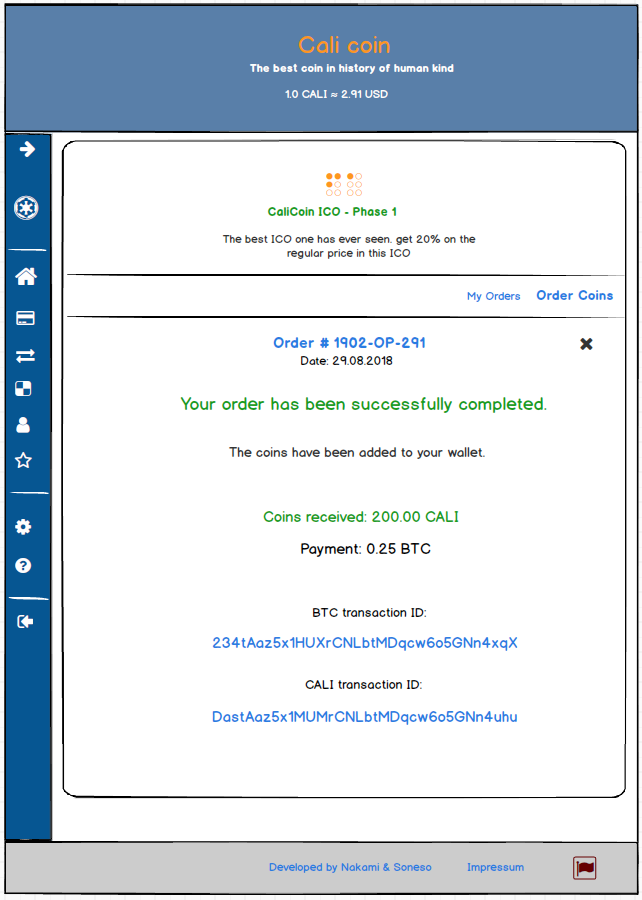 Cali coin
The best coin in history of human kind
1.0 CALI ≈ 2.91 USD
CaliCoin ICO - Phase 1
The best ICO one has ever seen. get 20% on the
regular price in this ICO
My Orders Order Coins
Order # 1902-OP-291
Date: 29.08.2018
Your order has been successfully completed.
The coins have been added to your wallet.
Coins received: 200.00 CALI
Payment: 0.25 BTC
BTC transaction ID:
234tAaz5x1HUXrCNLbtMDqcw6o5GNn4xqX
CALI transaction ID:
DastAaz5x1MUMrCNLbtMDqcw6o5GNn4uhu
Developed by Nakami & Soneso Impressum